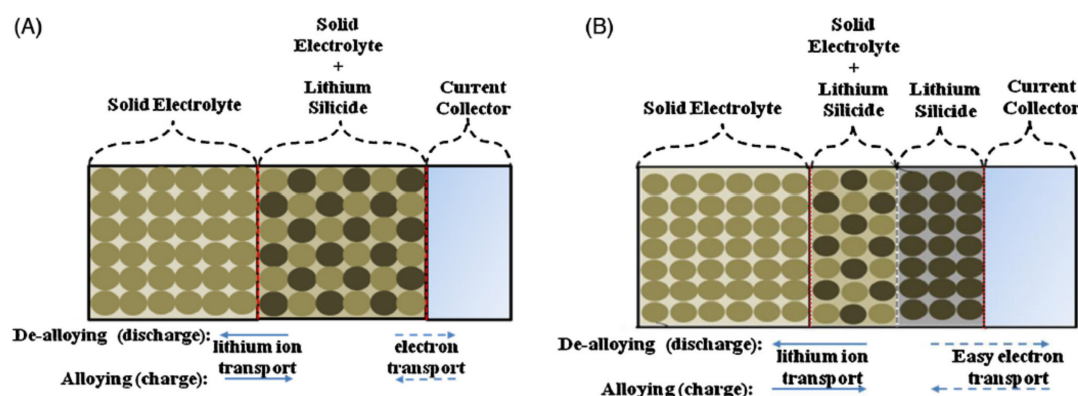 (A)
Solid
Electrolyte
+
Lithium
Silicide
Solid Electrolyte
Current
Collector
De-alloying (discharge):
lithium ion
transport
electron
transport
Alloying (charge):
(B)
Solid
Electrolyte
+
Lithium
Silicide
Solid Electrolyte
Lithium
Silicide
Current
Collector
De-alloying (discharge):
lithium ion
transport
Easy electron
transport
Alloying (charge):